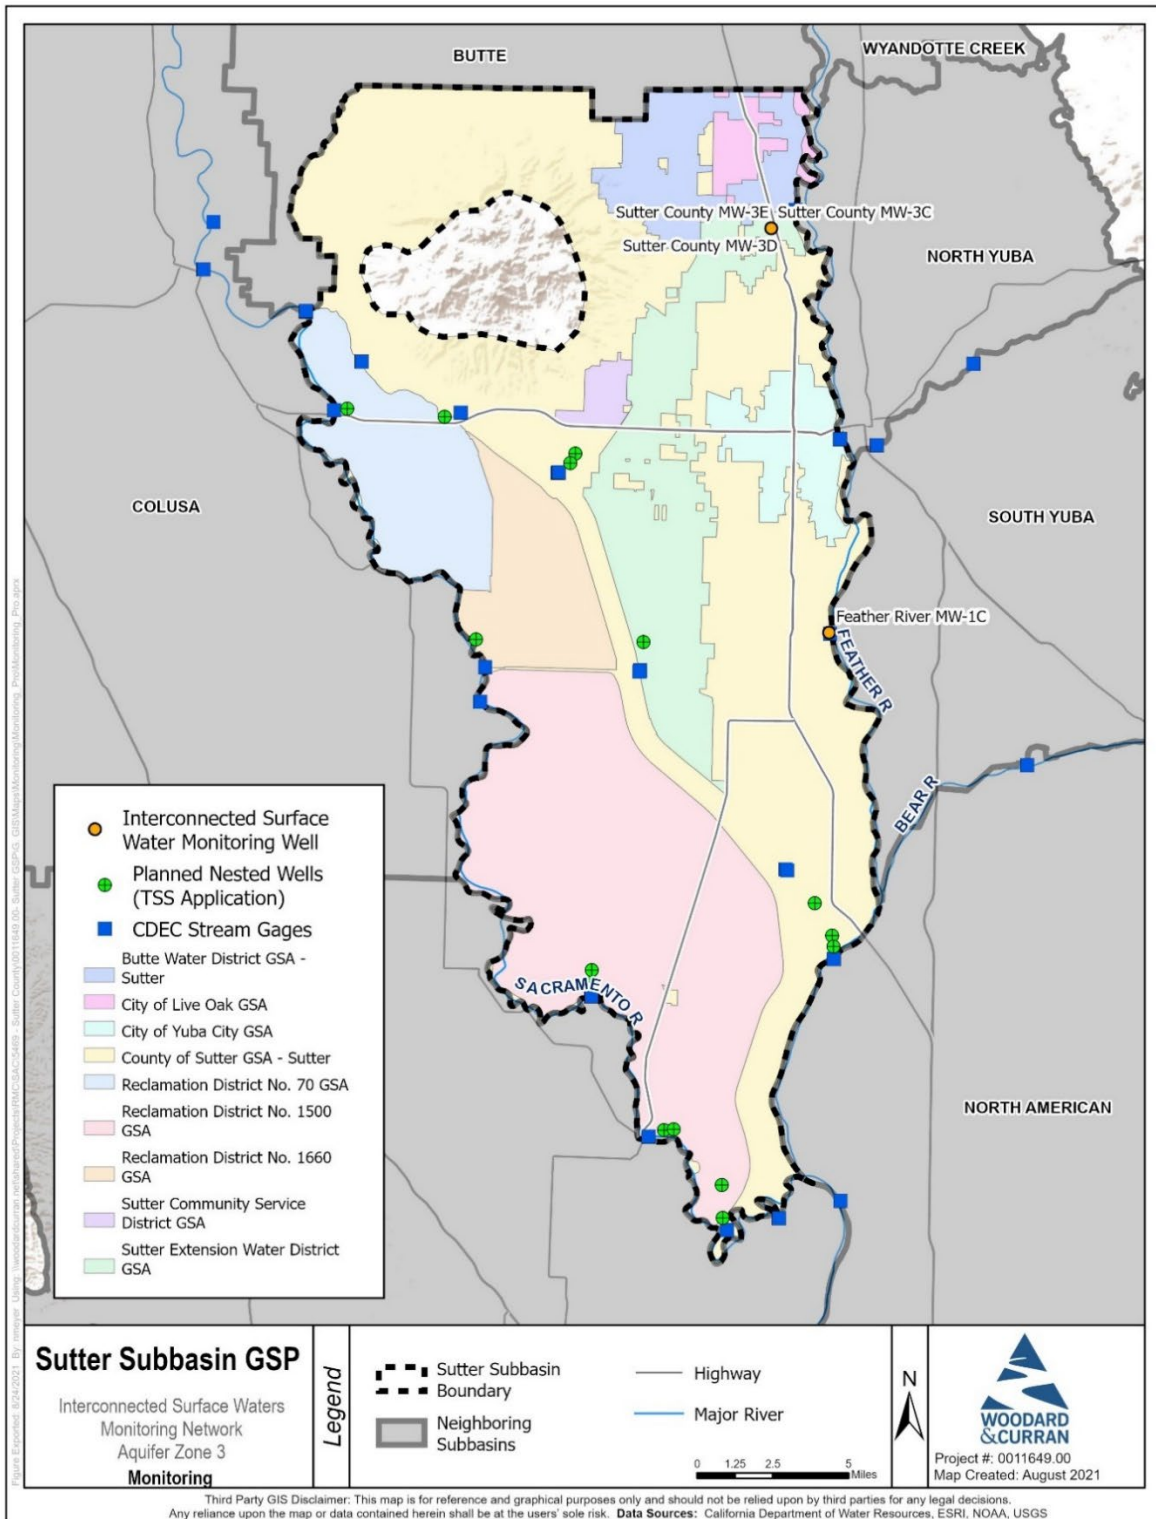 BUTTE
WYANDOTTE CREEK
Sutter County MW-3E
Sutter County MW-3C
Sutter County MW-3D
NORTH YUBA
COLUSA
SOUTH YUBA
Feather River MW-1C
FEATHER R
BEAR R
SACRAMENTO R
NORTH AMERICAN
Interconnected Surface
Water Monitoring Well
Planned Nested Wells
(TSS Application)
CDEC Stream Gages
Butte Water District GSA -
Sutter
City of Live Oak GSA
City of Yuba City GSA
County of Sutter GSA - Sutter
Reclamation District No. 70 GSA
Reclamation District No. 1500
GSA
Reclamation District No. 1660
GSA
Sutter Community Service
District GSA
Sutter Extension Water District
GSA
Sutter Subbasin GSP
Interconnected Surface Waters
Monitoring Network
Aquifer Zone 3
Monitoring
Legend
Sutter Subbasin
Boundary
Neighboring
Subbasins
Highway
Major River
N
0 1.25 2.5 5
Miles
WOODARD
&CURRAN
Project #: 0011649.00
Map Created: August 2021
Third Party GIS Disclaimer: This map is for reference and graphical purposes only and should not be relied upon by third parties for any legal decisions.
Any reliance upon the map or data contained herein shall be at the users' sole risk. Data Sources: California Department of Water Resources, ESRI, NOAA, USGS
Figure Exported: 8/24/2021